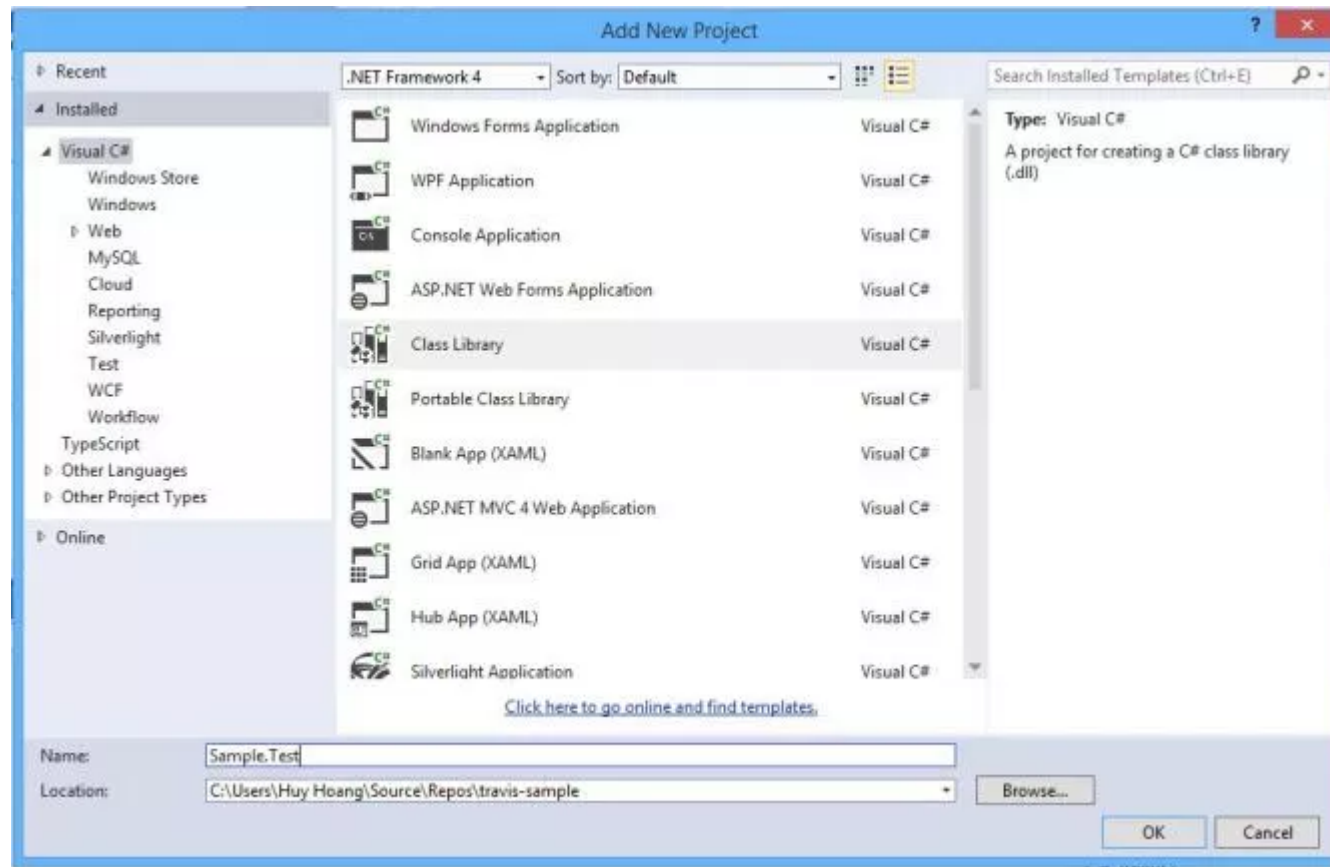 Add New Project
?
Recent
.NET Framework 4
Sort by: Default
Search Installed Templates (Ctrl+E)
Installed
Visual C#
Windows Store
Windows
Web
MySQL
Cloud
Reporting
Silverlight
Test
WCF
Workflow
TypeScript
Other Languages
Other Project Types
Online
Windows Forms Application Visual C#
WPF Application Visual C#
Console Application Visual C#
ASP.NET Web Forms Application Visual C#
Class Library Visual C#
Portable Class Library Visual C#
Blank App (XAML) Visual C#
ASP.NET MVC 4 Web Application Visual C#
Grid App (XAML) Visual C#
Hub App (XAML) Visual C#
Silverlight Application Visual C#
Click here to go online and find templates.
Type: Visual C#
A project for creating a C# class library
(.dll)
Name: Sample.Test
Location: C:\Users\Huy Hoang\Source\Repos\travis-sample
Browse...
OK Cancel